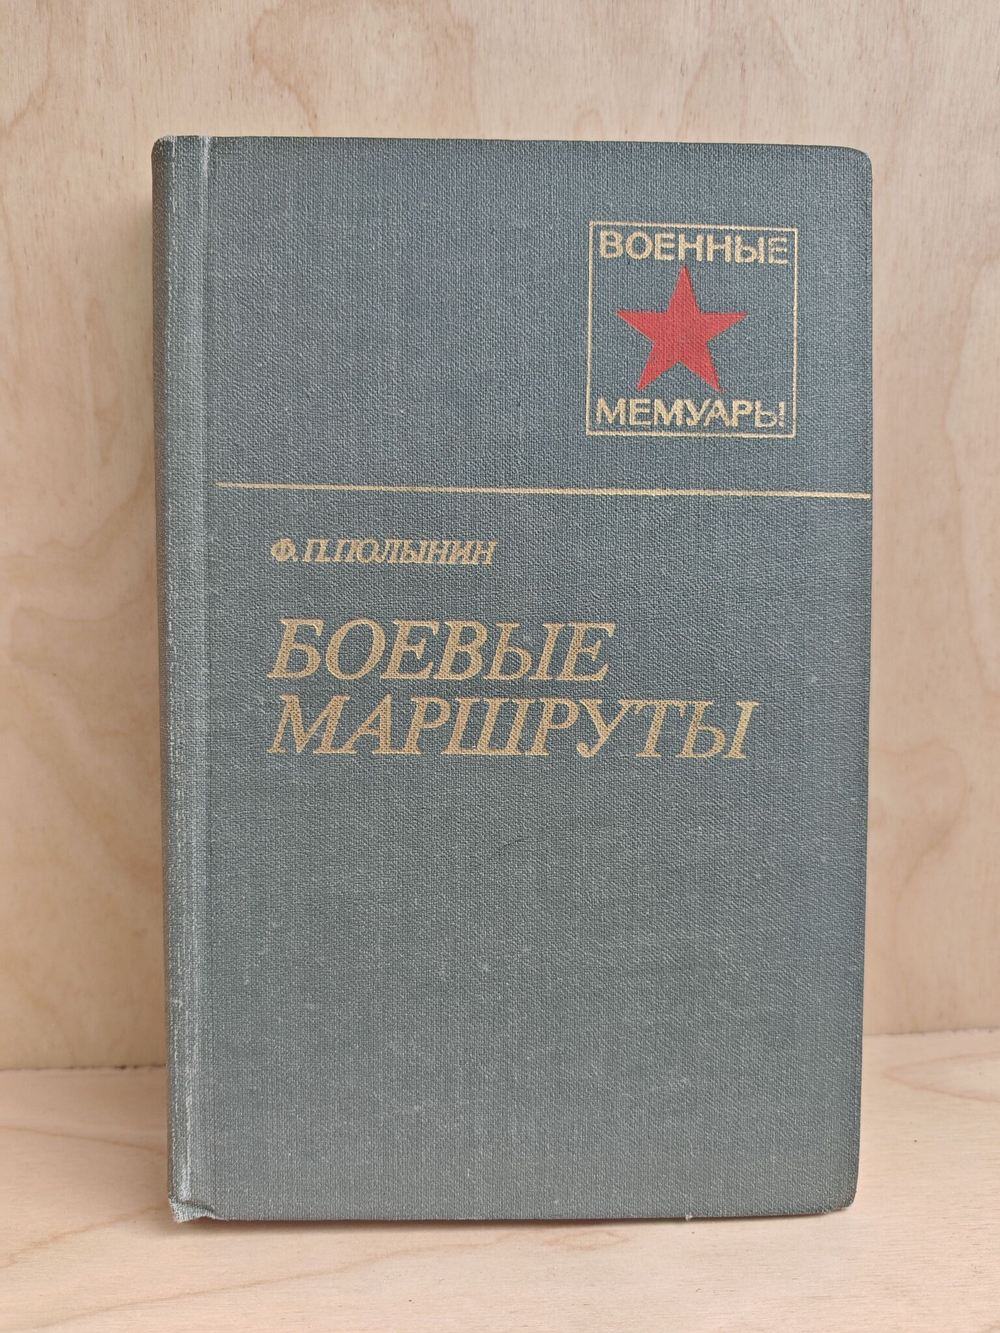 ВОЕННЫЕ
МЕМУАРЫ
Ф.П.ПОЛЫНИН
БОЕВЫЕ
МАРШРУТЫ